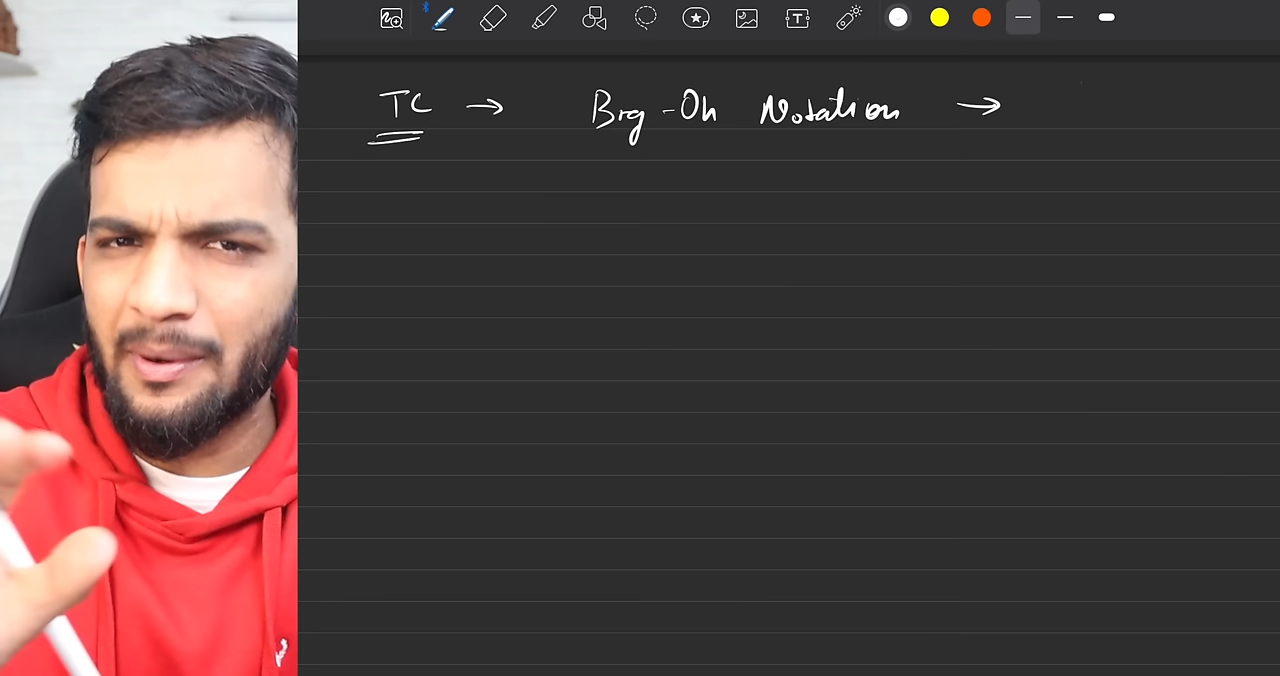 TC → Big-Oh Notation →